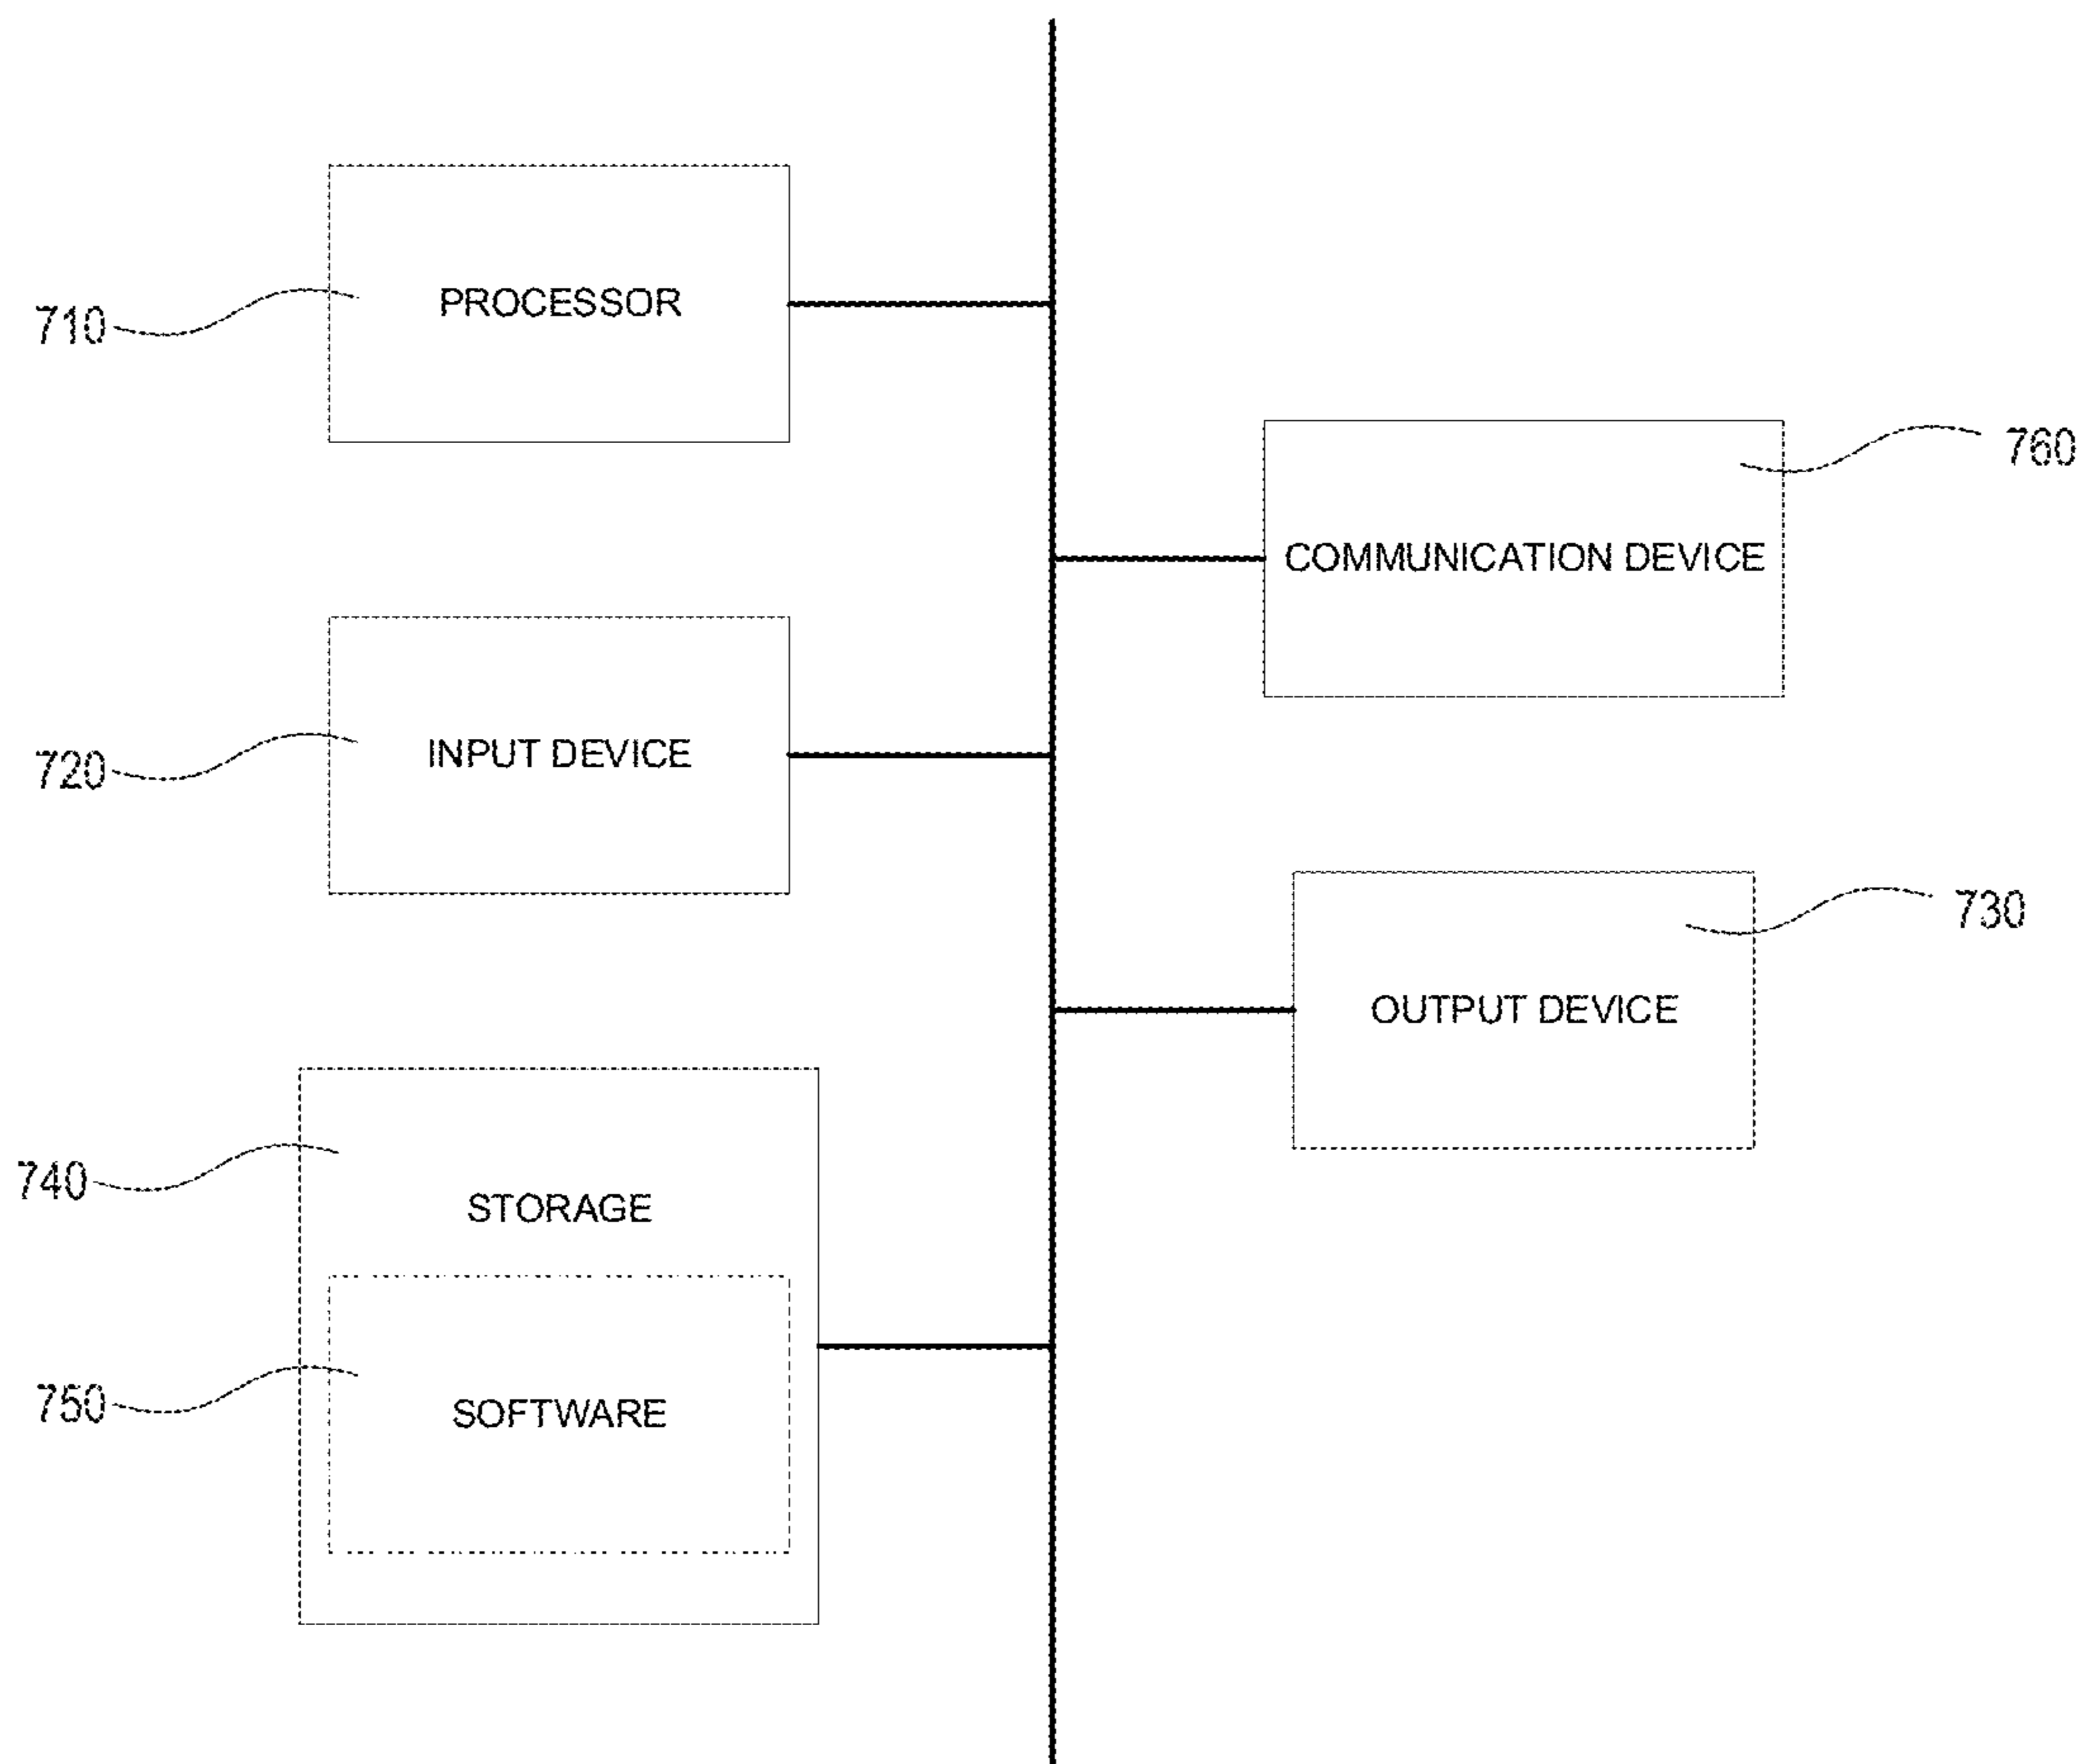 PROCESSOR
710
760
COMMUNICATION DEVICE
720
INPUT DEVICE
730
OUTPUT DEVICE
740
STORAGE
750
SOFTWARE